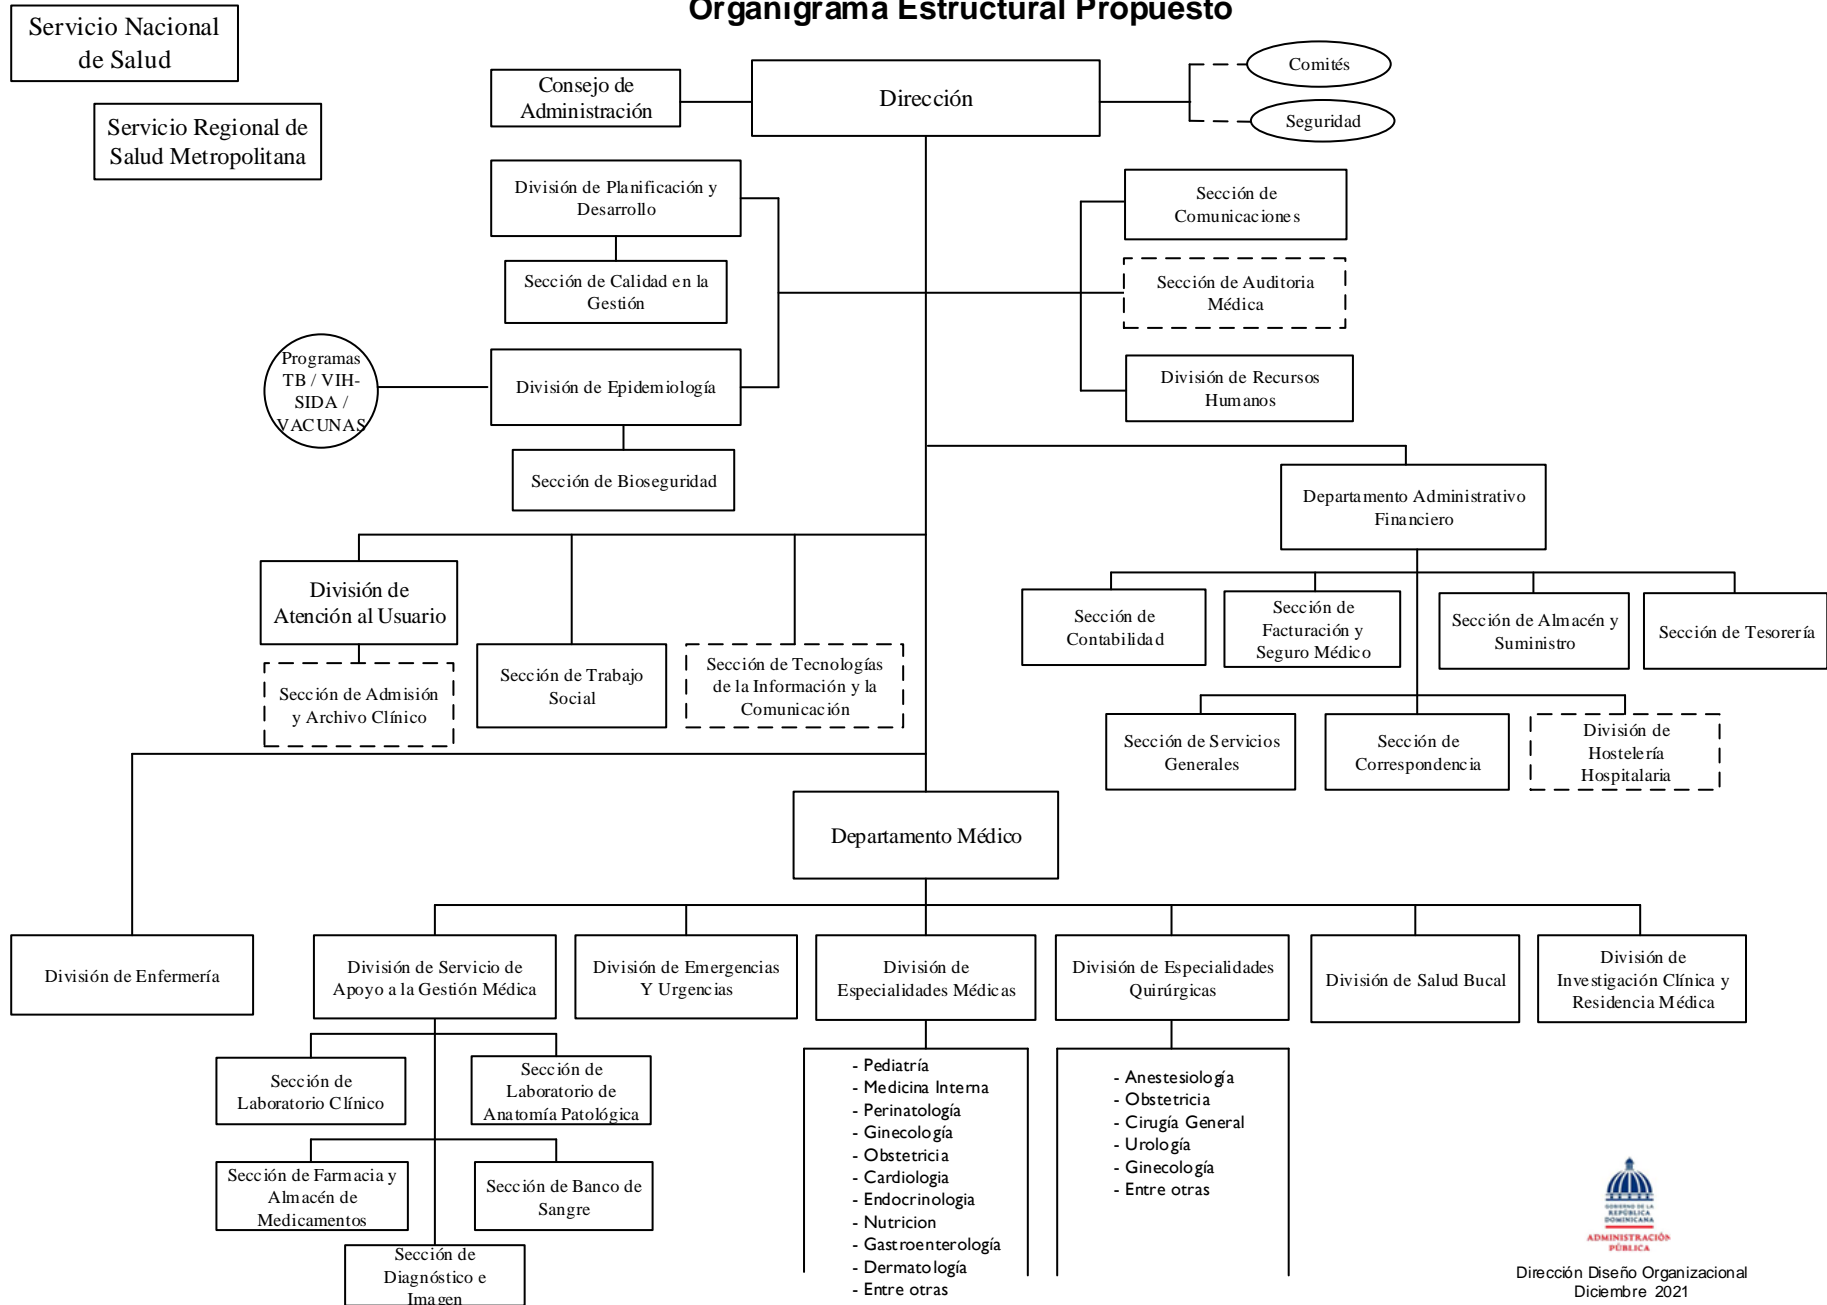 Organigrama Estructural Propuesto
Servicio Nacional
de Salud
Servicio Regional de
Salud Metropolitana
Consejo de
Administración
Dirección
Comités
Seguridad
División de Planificación y
Desarrollo
Sección de Calidad en la
Gestión
Programas
TB / VIH-
SIDA /
VACUNAS
División de Epidemiología
Sección de Bioseguridad
Sección de
Comunicaciones
Sección de Auditoria
Médica
División de Recursos
Humanos
Departamento Administrativo
Financiero
División de
Atención al Usuario
Sección de Admisión
y Archivo Clínico
Sección de Trabajo
Social
Sección de Tecnologías
de la Información y la
Comunicación
Sección de
Contabilidad
Sección de
Facturación y
Seguro Médico
Sección de Almacén y
Suministro
Sección de Tesorería
Sección de Servicios
Generales
Sección de
Correspondencia
División de
Hostelería
Hospitalaria
Departamento Médico
División de Enfermería
División de Servicio de
Apoyo a la Gestión Médica
División de Emergencias
Y Urgencias
División de
Especialidades Médicas
División de Especialidades
Quirúrgicas
División de Salud Bucal
División de
Investigación Clínica y
Residencia Médica
Sección de
Laboratorio Clínico
Sección de
Laboratorio de
Anatomía Patológica
Sección de Farmacia y
Almacén de
Medicamentos
Sección de Banco de
Sangre
Sección de
Diagnóstico e
Imagen
- Pediatría
- Medicina Interna
- Perinatología
- Ginecología
- Obstetricia
- Cardiologia
- Endocrinologia
- Nutricion
- Gastroenterología
- Dermatología
- Entre otras
- Anestesiología
- Obstetricia
- Cirugía General
- Urología
- Ginecología
- Entre otras
GOBIERNO DE LA
REPÚBLICA
DOMINICANA
ADMINISTRACIÓN
PÚBLICA
Dirección Diseño Organizacional
Diciembre 2021